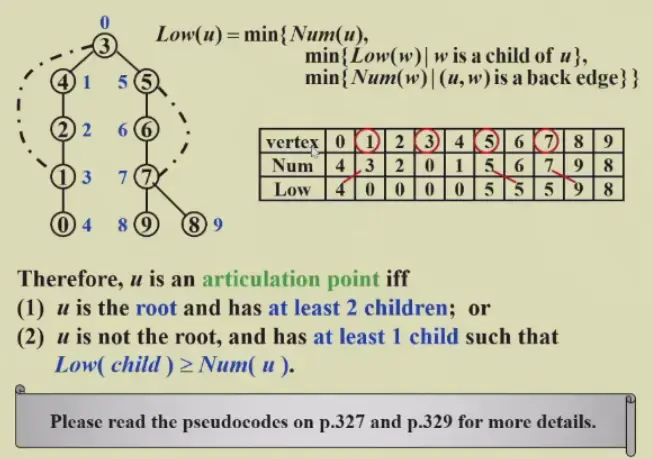 0
3
Low(u) = min{ Num(u),
min{ Low(w) | w is a child of u },
min{ Num(w) | (u, w) is a back edge} }
4 1 5 5
2 2 6 6
1 3 7 7
0 4 8 9 8 9
vertex 0 1 2 3 4 5 6 7 8 9
Num 4 3 2 0 1 5 6 7 9 8
Low 4 0 0 0 0 5 5 5 9 8
Therefore, u is an articulation point iff
(1) u is the root and has at least 2 children; or
(2) u is not the root, and has at least 1 child such that
Low( child ) ≥ Num( u ).
Please read the pseudocodes on p.327 and p.329 for more details.